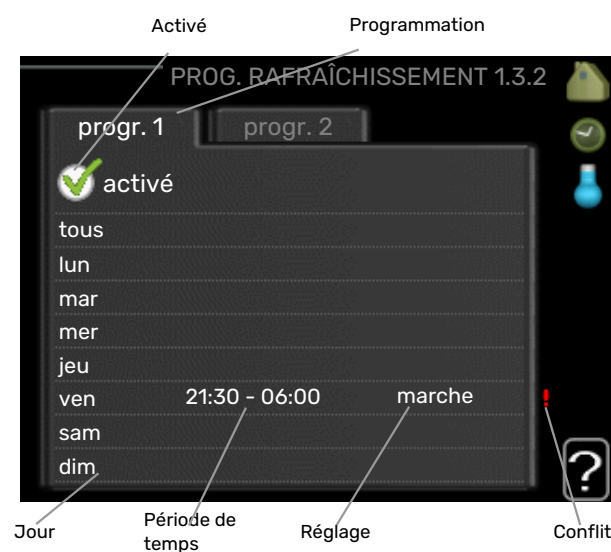 Activé
Programmation
PROG. RAFRAÎCHISSEMENT 1.3.2
progr. 1
progr. 2
activé
tous
lun
mar
mer
jeu
ven 21:30 - 06:00 marche !
sam
dim
?
Jour
Période de
temps
Réglage
Conflit